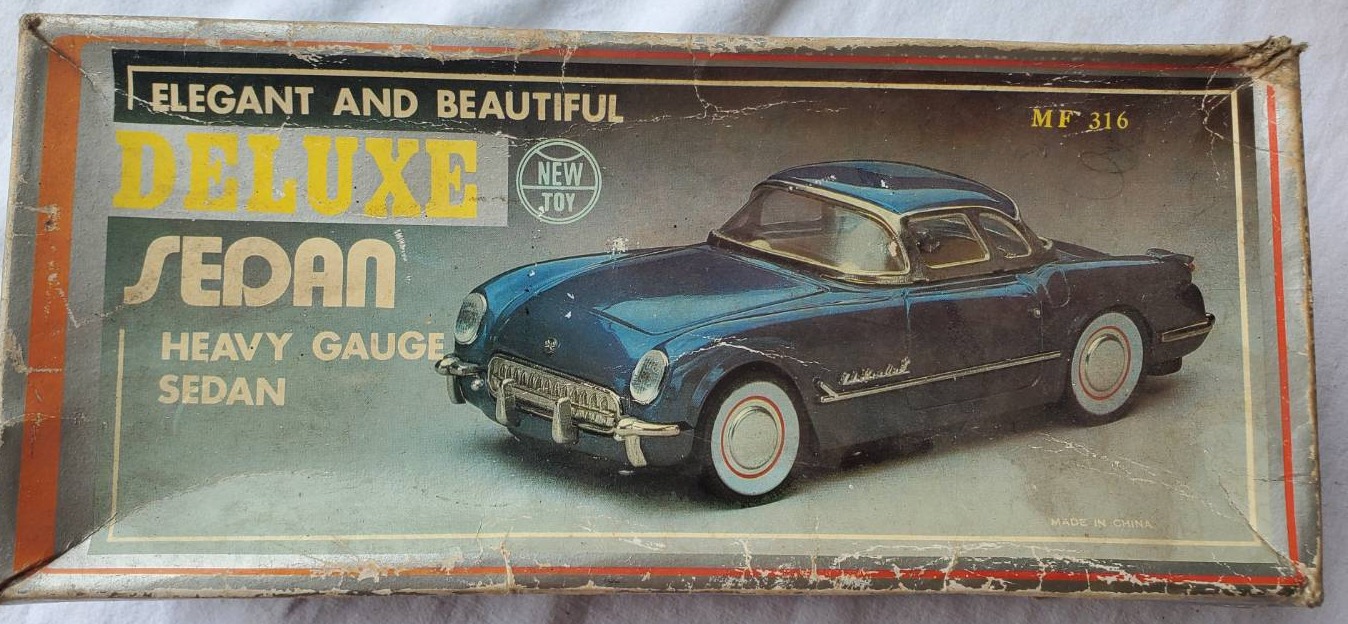 ELEGANT AND BEAUTIFUL
MF 316
DELUXE
NEW
TOY
SEDAN
HEAVY GAUGE
SEDAN
MADE IN CHINA